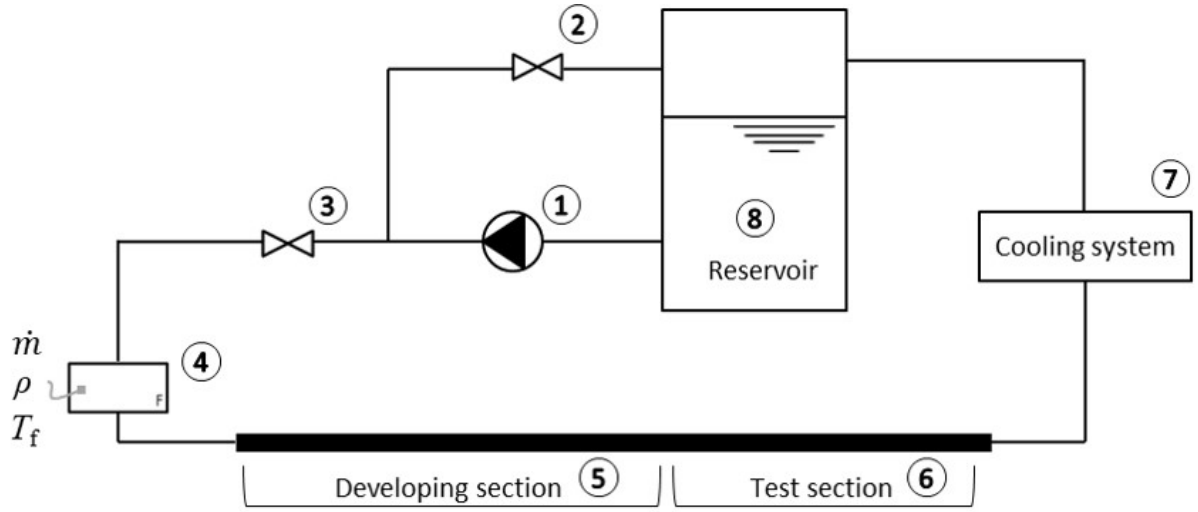 2
3
1
7
8
Reservoir
Cooling system
ṁ
ρ
T_f
4
F
Developing section 5
Test section 6